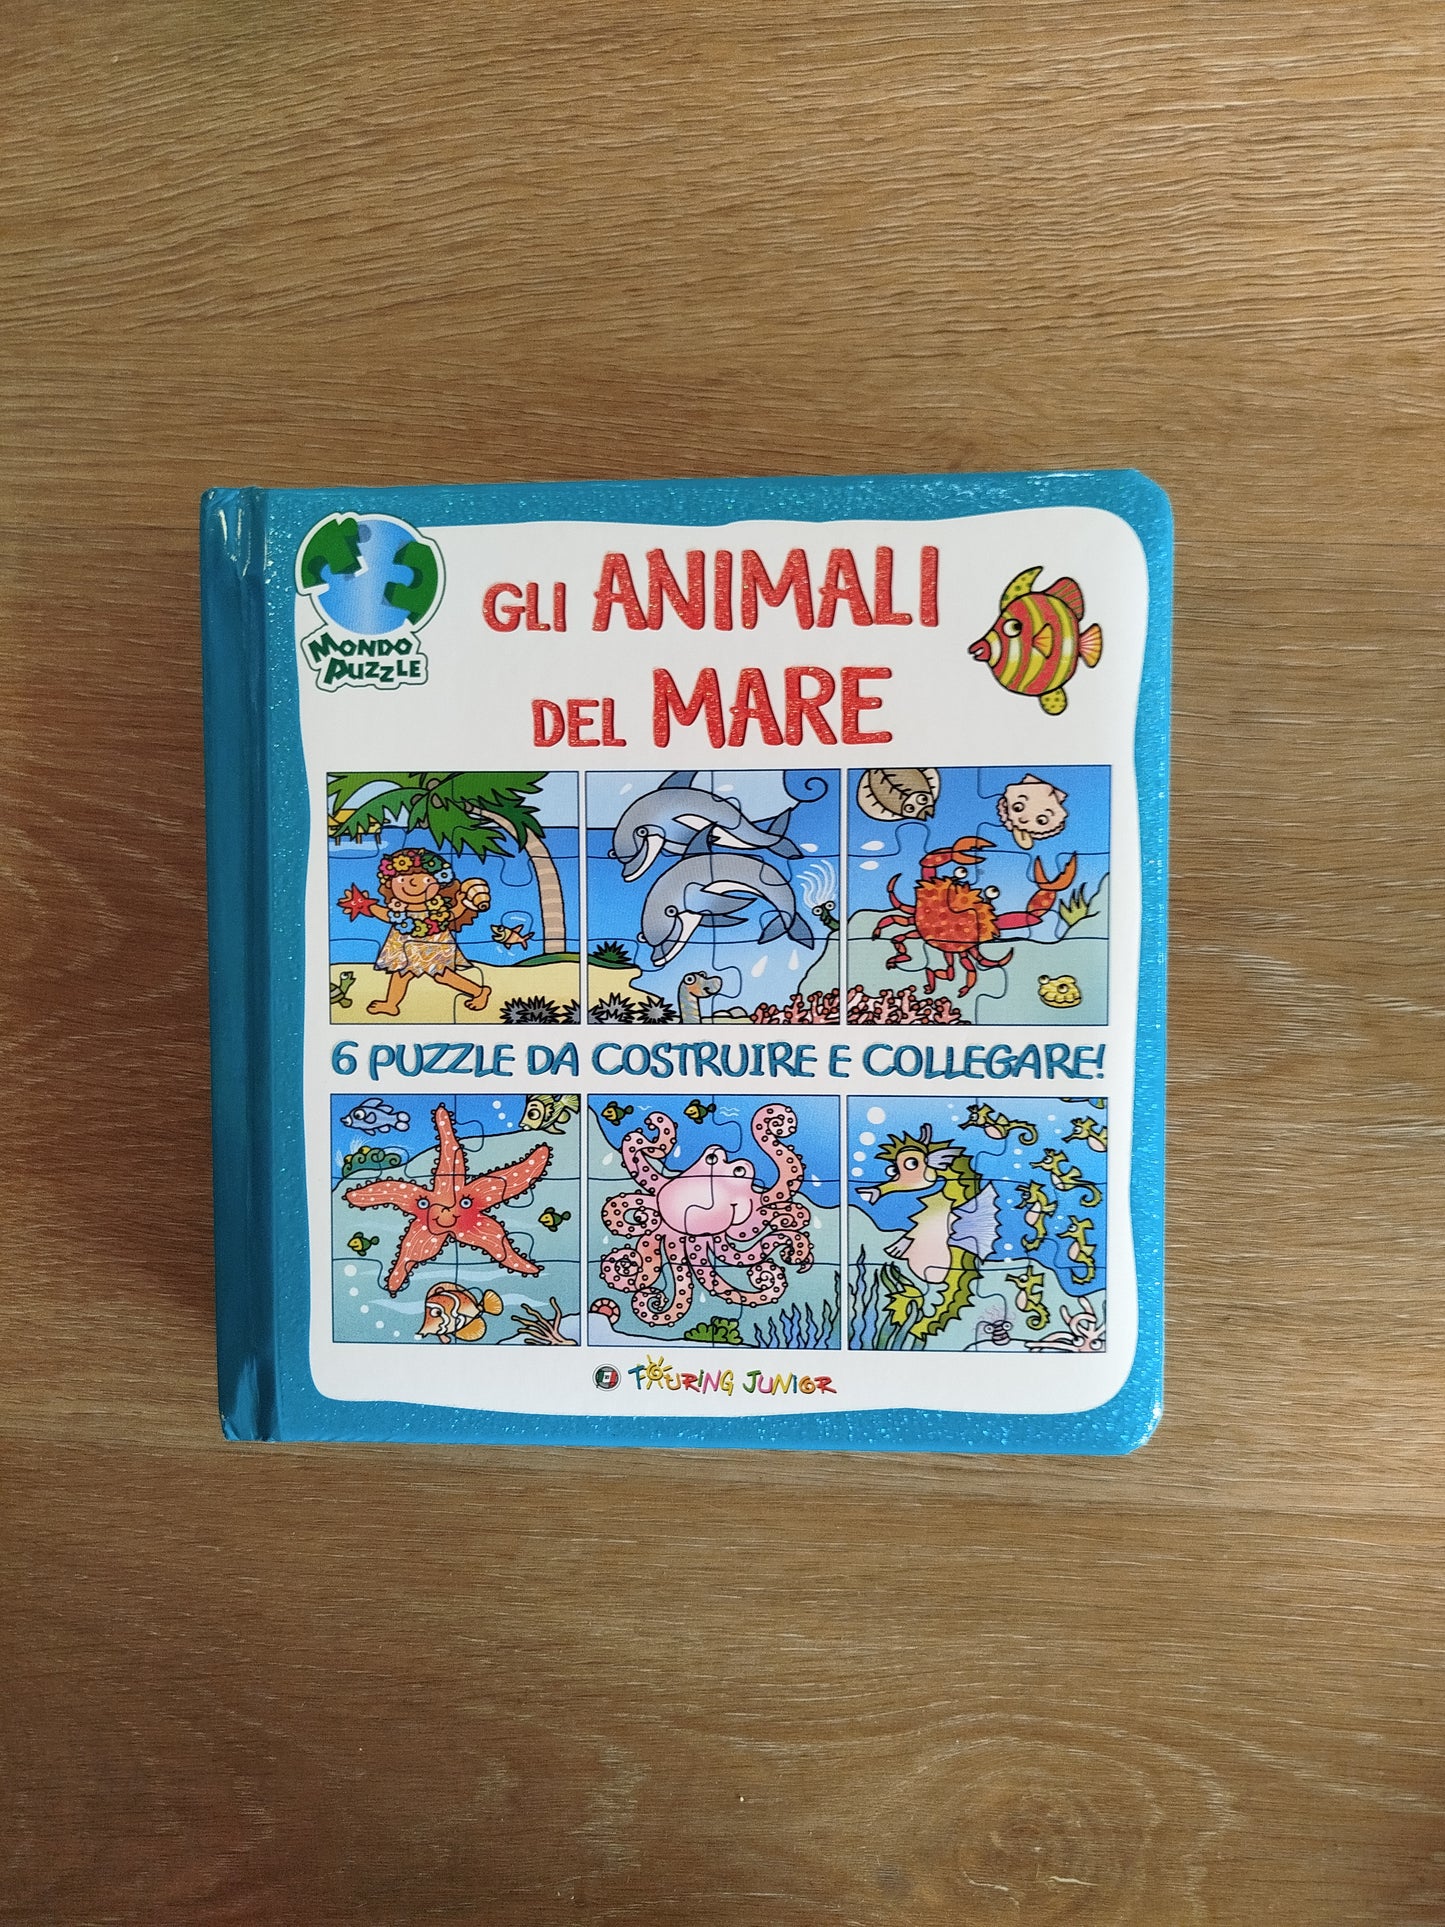 MONDO
PUZZLE
GLI ANIMALI
DEL MARE
6 PUZZLE DA COSTRUIRE E COLLEGARE!
TOURING JUNIOR